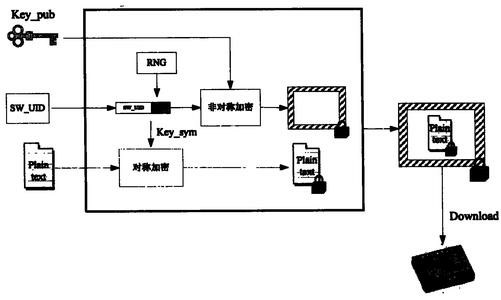 Key_pub
RNG
SW_UID
SW_UID
非对称加密
Key_sym
Plain
text
对称加密
Plain
text
Plain
text
Download